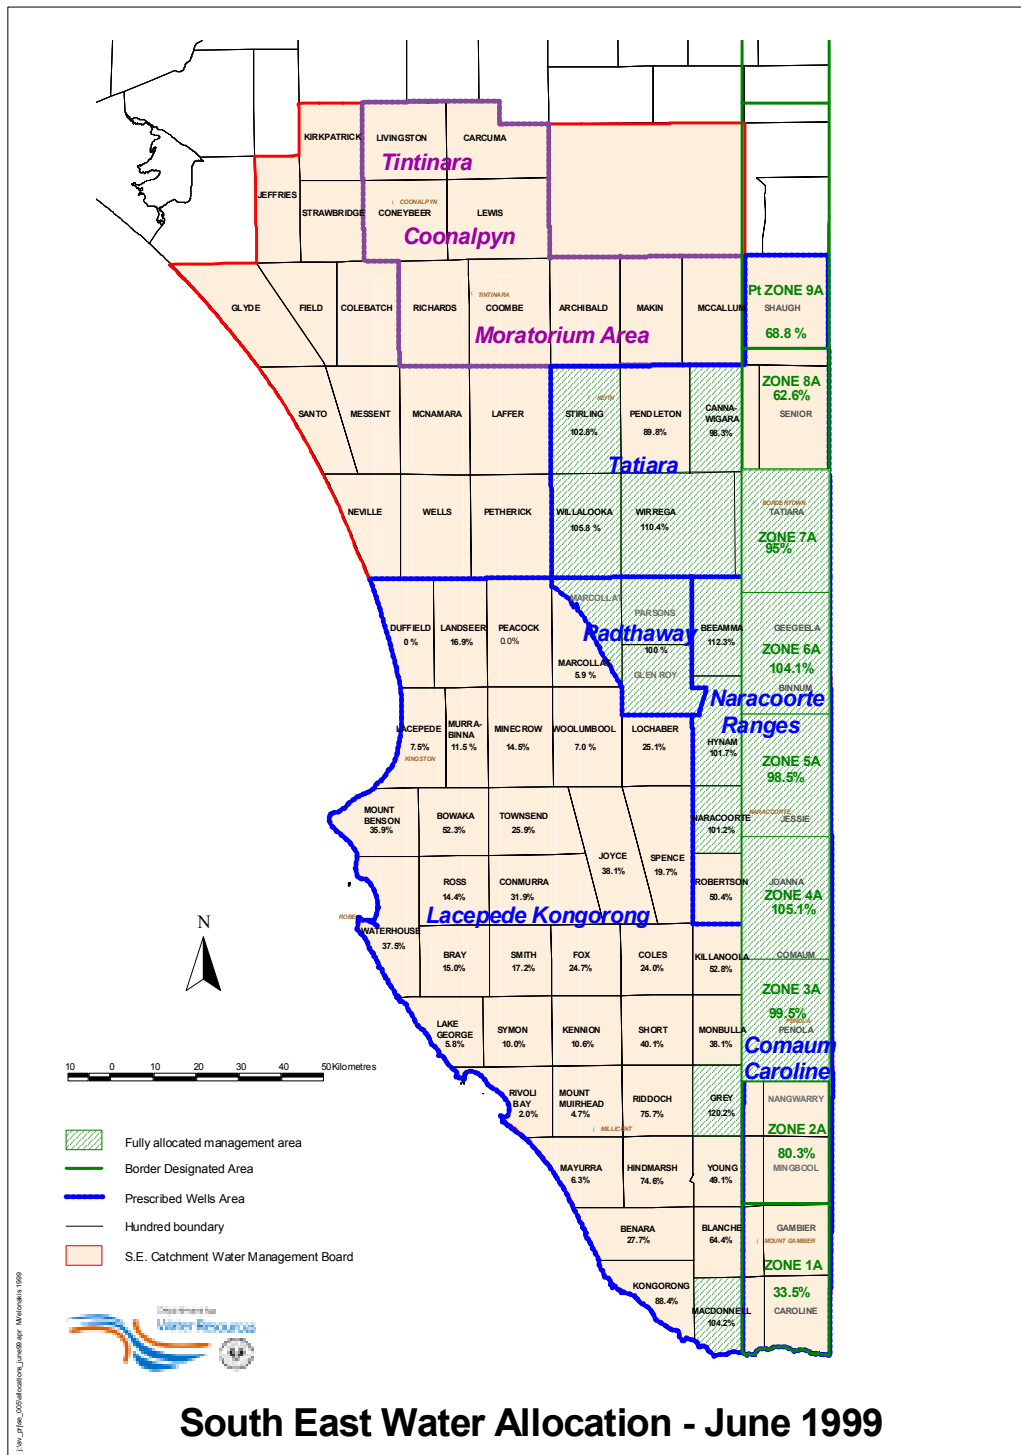 KIRKPATRICK
LIVINGSTON
CARCUMA
Tintinara
JEFFRIES
STRAWBRIDGE
COONALPYN
CONEYBEER
LEWIS
Coonalpyn
Pt ZONE 9A
GLYDE
FIELD
COLEBATCH
RICHARDS
TINTINARA
COOMBE
ARCHIBALD
MAKIN
MCCALLUM
SHAUGH
Moratorium Area
68.8 %
ZONE 8A
62.6%
SANTO
MESSENT
MCNAMARA
LAFFER
KEITH
STIRLING
102.8%
PENDLETON
89.8%
CANNA-
WIGARA
98.3%
SENIOR
Tatiara
NEVILLE
WELLS
PETHERICK
WILLALOOKA
105.8 %
WIRREGA
110.4%
BORDERTOWN
TATIARA
ZONE 7A
95%
MARCOLLAT
PARSONS
DUFFIELD
0 %
LANDSEER
16.9%
PEACOCK
0.0%
Padthaway
100 %
BEEAMMA
112.3%
GEEGEELA
ZONE 6A
104.1%
MARCOLLAT
5.9 %
GLEN ROY
BINNUM
Naracoorte
Ranges
LACEPEDE
7.5%
KINGSTON
MURRA-
BINNA
11.5 %
MINECROW
14.5%
WOOLUMBOOL
7.0 %
LOCHABER
25.1%
HYNAM
101.7%
ZONE 5A
98.5%
MOUNT
BENSON
35.9%
BOWAKA
52.3%
TOWNSEND
25.9%
NARACOORTE
101.2%
NARACOORTE
JESSIE
JOYCE
38.1%
SPENCE
19.7%
ROSS
14.4%
CONMURRA
31.9%
ROBERTSON
50.4%
JOANNA
ZONE 4A
105.1%
Lacepede Kongorong
ROBE
WATERHOUSE
37.5%
BRAY
15.0%
SMITH
17.2%
FOX
24.7%
COLES
24.0%
KILLANOOLA
52.8%
COMAUM
ZONE 3A
99.5%
PENOLA
PENOLA
N
LAKE
GEORGE
5.8%
SYMON
10.0%
KENNION
10.6%
SHORT
40.1%
MONBULLA
38.1%
Comaum
Caroline
10 0 10 20 30 40 50 Kilometres
RIVOLI
BAY
2.0%
MOUNT
MUIRHEAD
4.7%
RIDDOCH
75.7%
MILLICENT
GREY
120.2%
NANGWARRY
ZONE 2A
80.3%
MINGBOOL
MAYURRA
6.3%
HINDMARSH
74.6%
YOUNG
49.1%
BENARA
27.7%
BLANCHE
64.4%
GAMBIER
MOUNT GAMBIER
ZONE 1A
33.5%
CAROLINE
KONGORONG
88.4%
MACDONNELL
104.2%
Fully allocated management area
Border Designated Area
Prescribed Wells Area
Hundred boundary
S.E. Catchment Water Management Board
Department for
Water Resources
South East Water Allocation - June 1999